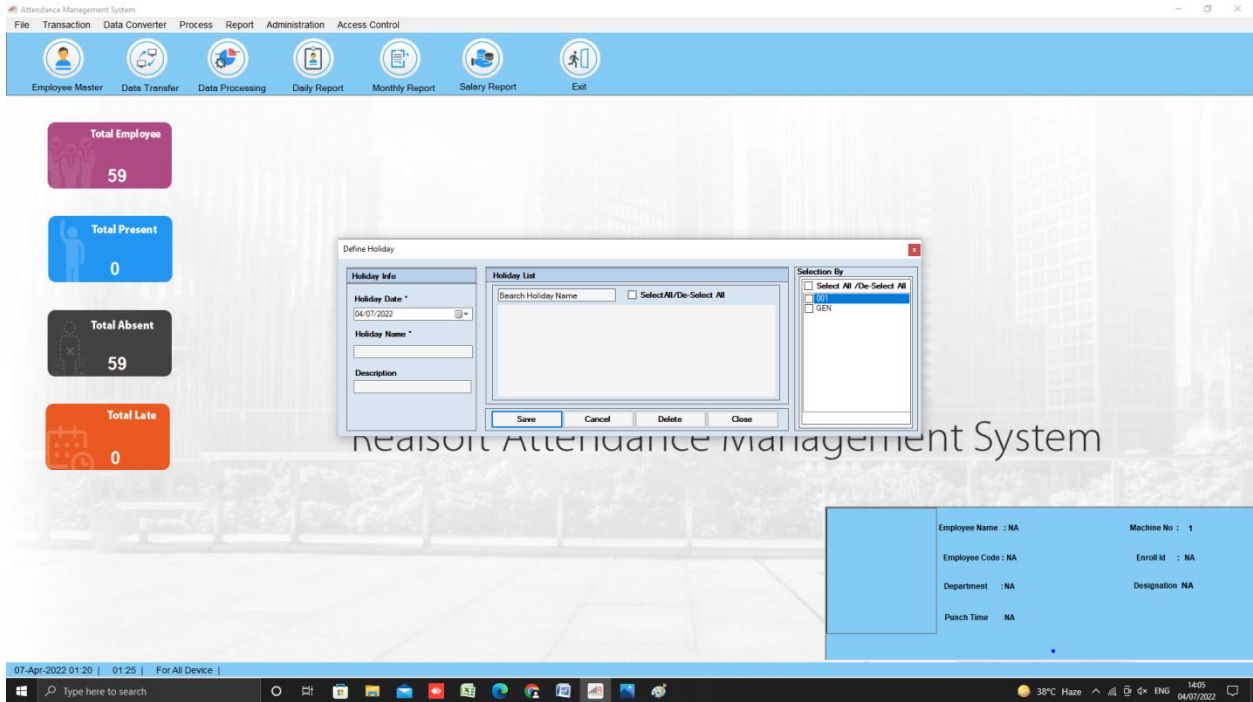 Attendance Management System
File Transaction Data Converter Process Report Administration Access Control
Employee Master Data Transfer Data Processing Daily Report Monthly Report Salary Report Exit
Total Employee
59
Total Present
0
Total Absent
59
Total Late
0
Define Holiday x
Holiday Info
Holiday Date *
04/07/2022
Holiday Name *
Description
Holiday List
Search Holiday Name SelectAll/De-Select All
Save Cancel Delete Close
Selection By
Select All /De-Select All
001
GEN
Realsoft Attendance Management System
Employee Name : NA Machine No : 1
Employee Code : NA Enroll Id : NA
Department : NA Designation NA
Punch Time NA
07-Apr-2022 01:20 | 01:25 | For All Device |
Type here to search 38°C Haze ENG 14:05
04/07/2022